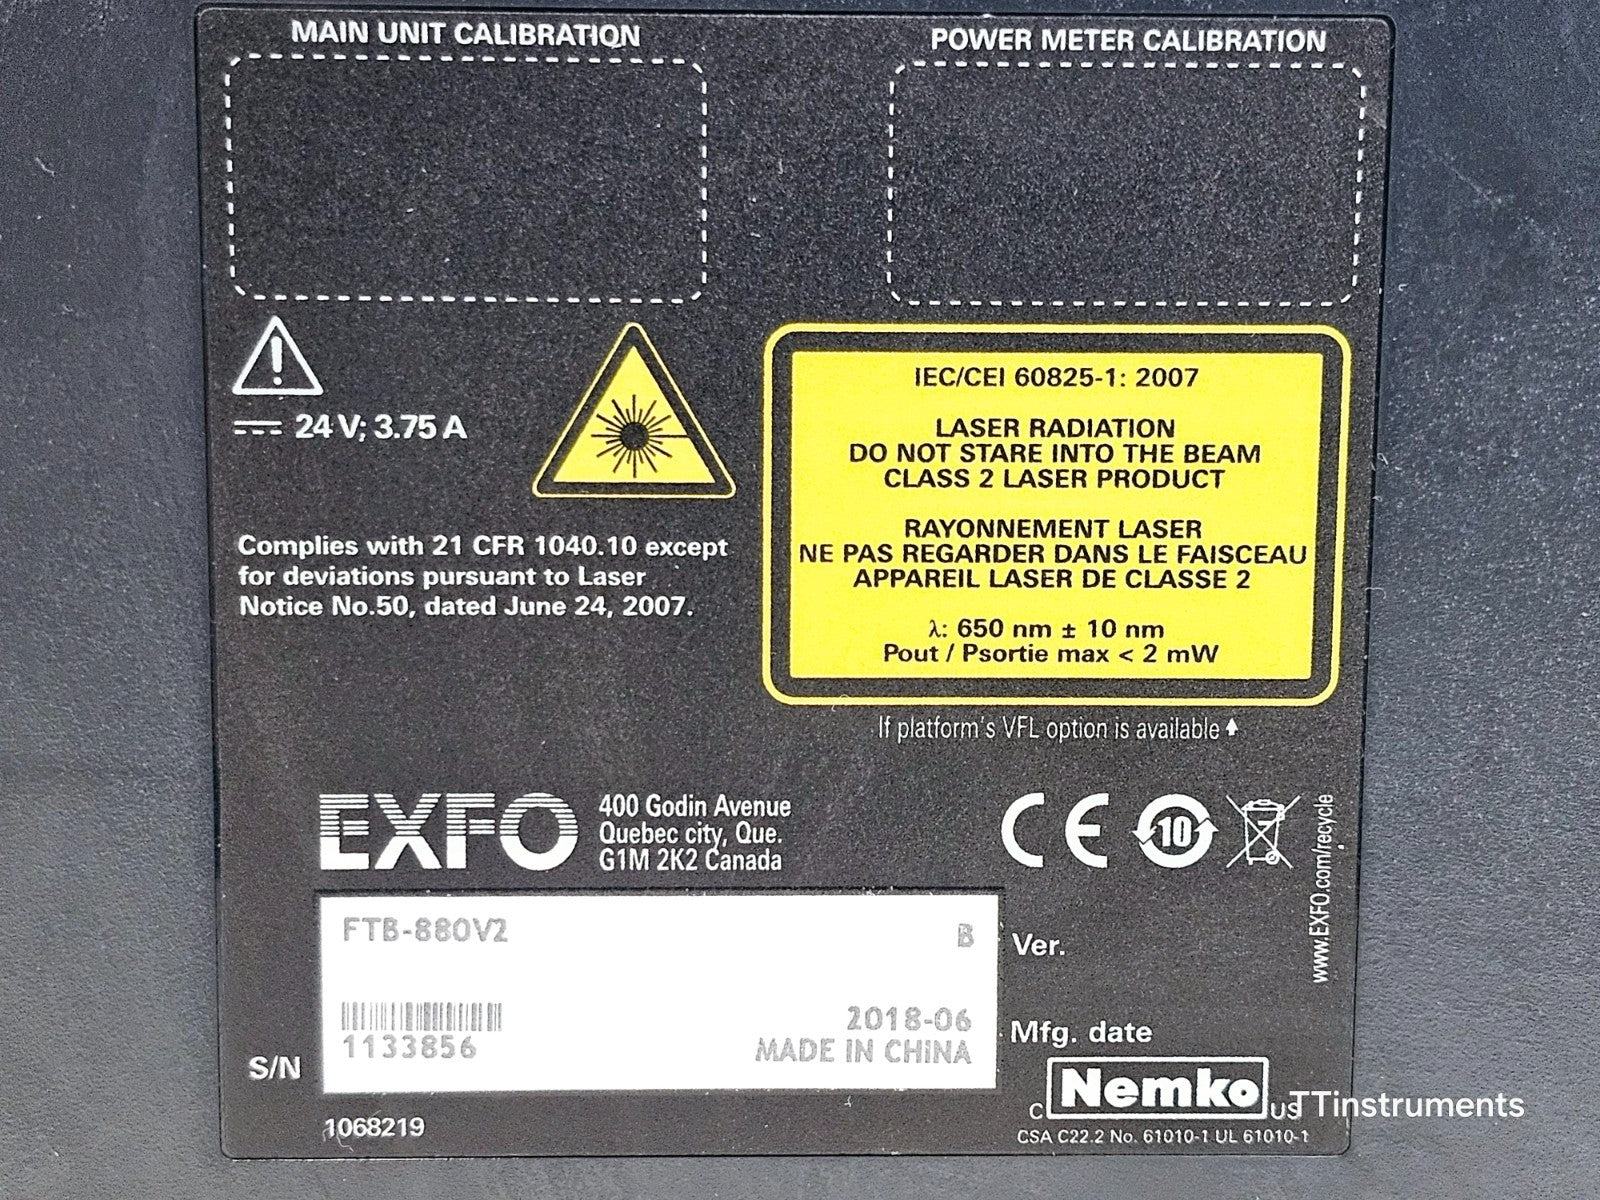 MAIN UNIT CALIBRATION
POWER METER CALIBRATION
24 V; 3.75 A
Complies with 21 CFR 1040.10 except
for deviations pursuant to Laser
Notice No.50, dated June 24, 2007.
IEC/CEI 60825-1: 2007
LASER RADIATION
DO NOT STARE INTO THE BEAM
CLASS 2 LASER PRODUCT
RAYONNEMENT LASER
NE PAS REGARDER DANS LE FAISCEAU
APPAREIL LASER DE CLASSE 2
λ: 650 nm ± 10 nm
Pout / Psortie max < 2 mW
If platform's VFL option is available
EXFO
400 Godin Avenue
Quebec city, Que.
G1M 2K2 Canada
CE
10
www.EXFO.com/recycle
FTB-880V2
B
Ver.
1133856
2018-06
MADE IN CHINA
Mfg. date
S/N
1068219
C Nemko US
CSA C22.2 No. 61010-1 UL 61010-1
TTinstruments